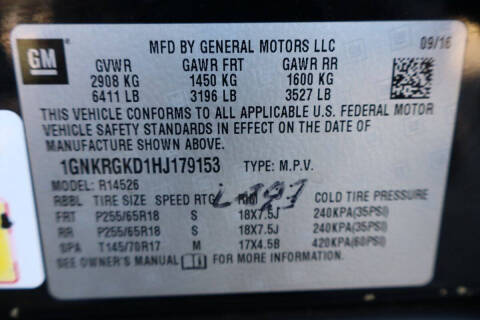 GM
MFD BY GENERAL MOTORS LLC 09/16
GVWR GAWR FRT GAWR RR
2908 KG 1450 KG 1600 KG
6411 LB 3196 LB 3527 LB
THIS VEHICLE CONFORMS TO ALL APPLICABLE U.S. FEDERAL MOTOR
VEHICLE SAFETY STANDARDS IN EFFECT ON THE DATE OF
MANUFACTURE SHOWN ABOVE.
1GNKRGKD1HJ179153 TYPE: M.P.V.
MODEL: R14526
RBBL TIRE SIZE SPEED RTG RIM COLD TIRE PRESSURE
FRT P255/65R18 S 18X7.5J 240KPA(35PSI)
RR P255/65R18 S 18X7.5J 240KPA(35PSI)
SPA T145/70R17 M 17X4.5B 420KPA(60PSI)
SEE OWNER'S MANUAL FOR MORE INFORMATION.